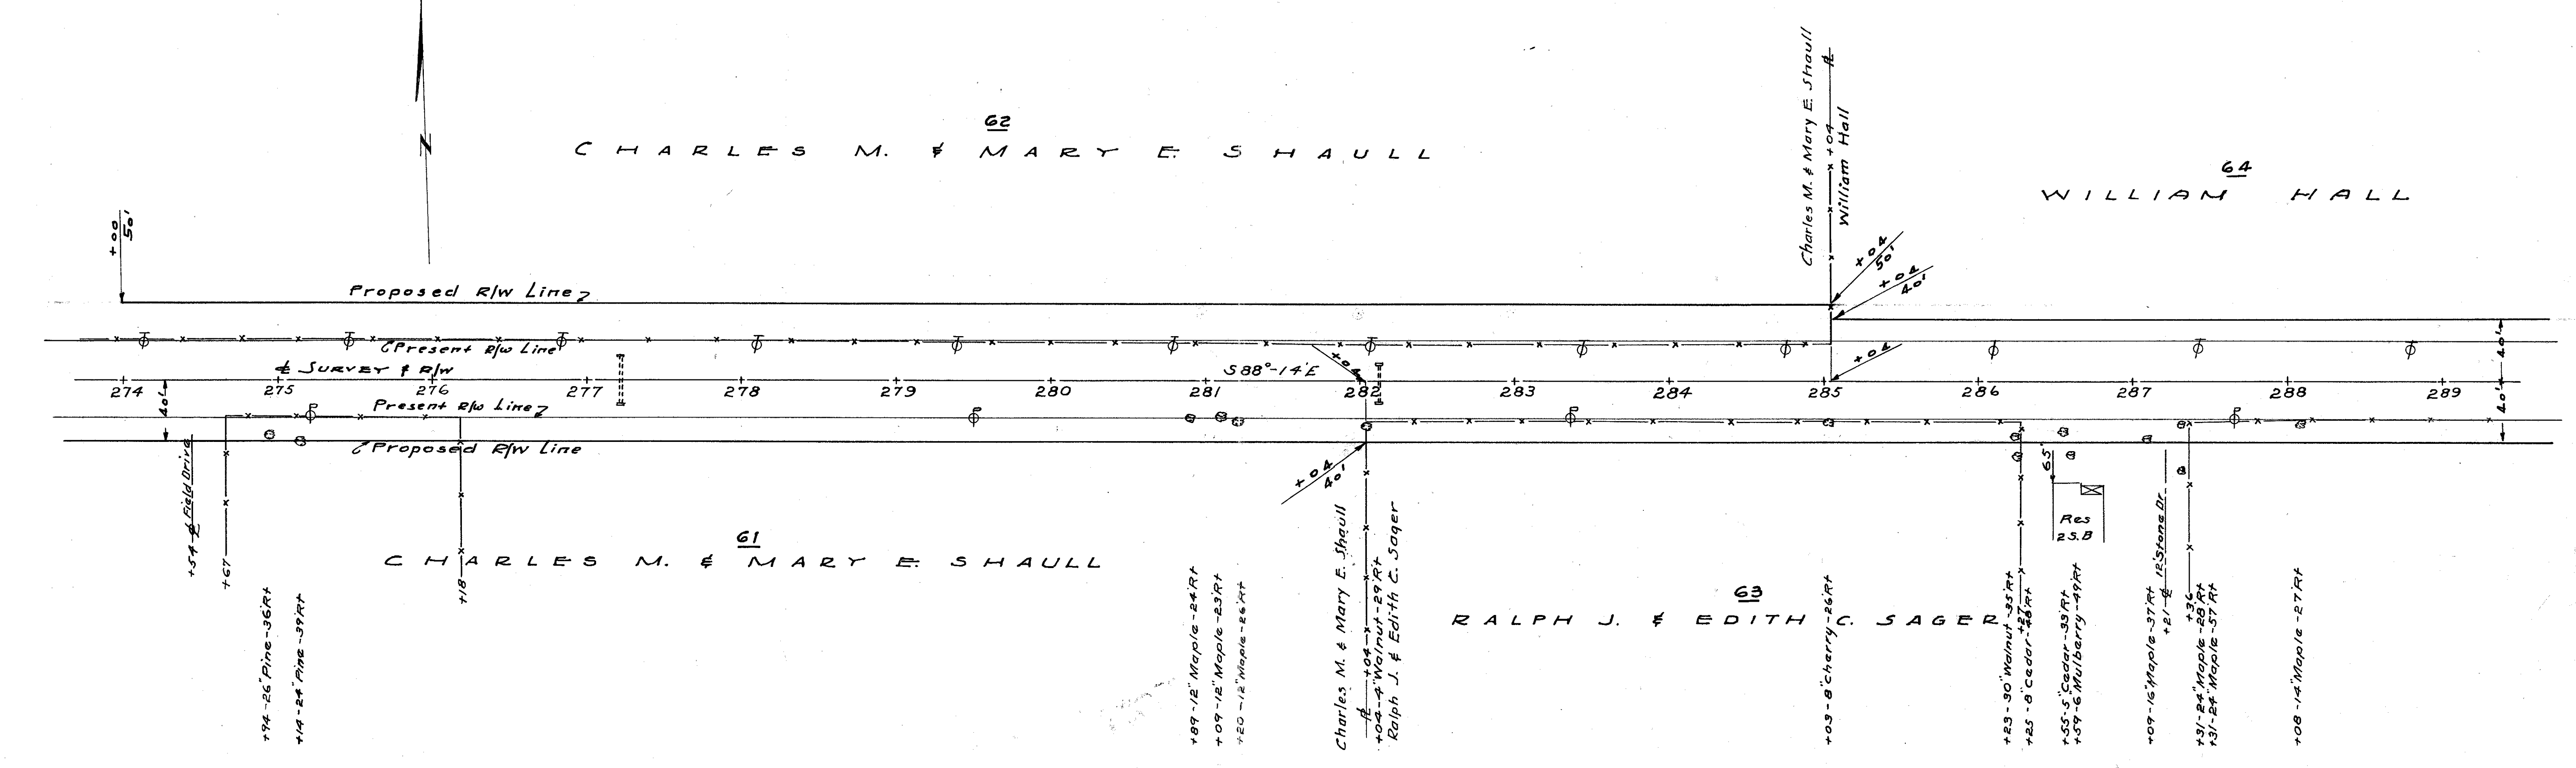 62
CHARLES M. & MARY E. SHAULL
N
64
WILLIAM HALL
Charles M. & Mary E. Shaull
℄ +04
William Hall
+00
50'
+04
50'
+04
40'
Proposed R/W Line
Present R/W Line
+04
+04
40'
℄ SURVEY & R/W
S88°-14'E
274 275 276 277 278 279 280 281 282 283 284 285 286 287 288 289
40'
40'
Present R/W Line
Proposed R/W Line
+04
40'
65'
Res
2S.B
61
CHARLES M. & MARY E. SHAULL
63
RALPH J. & EDITH C. SAGER
+54-℄ Field Drive
+67
+94-26"Pine-36'Rt
+14-24"Pine-39'Rt
+18
+89-12"Maple-24'Rt
+09-12"Maple-23'Rt
+20-12"Maple-26'Rt
Charles M. & Mary E. Shaull
℄ +04
+04-4"Walnut-29'Rt
Ralph J. & Edith C. Sager
+03-8"Cherry-26'Rt
+23-30"Walnut-35'Rt
+27
+25-8"Cedar-48'Rt
+55-5"Cedar-33'Rt
+59-6"Mulberry-49'Rt
+09-16"Maple-37'Rt
+21-℄ 12'Stone Dr.
+36
+31-24"Maple-28'Rt
+31-24"Maple-57'Rt
+08-14"Maple-27'Rt